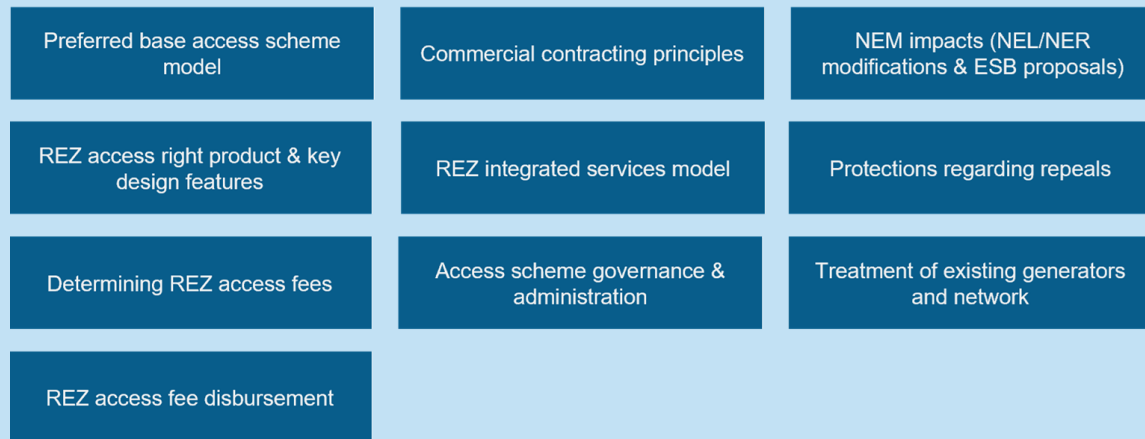 Preferred base access scheme
model
Commercial contracting principles
NEM impacts (NEL/NER
modifications & ESB proposals)
REZ access right product & key
design features
REZ integrated services model
Protections regarding repeals
Determining REZ access fees
Access scheme governance &
administration
Treatment of existing generators
and network
REZ access fee disbursement